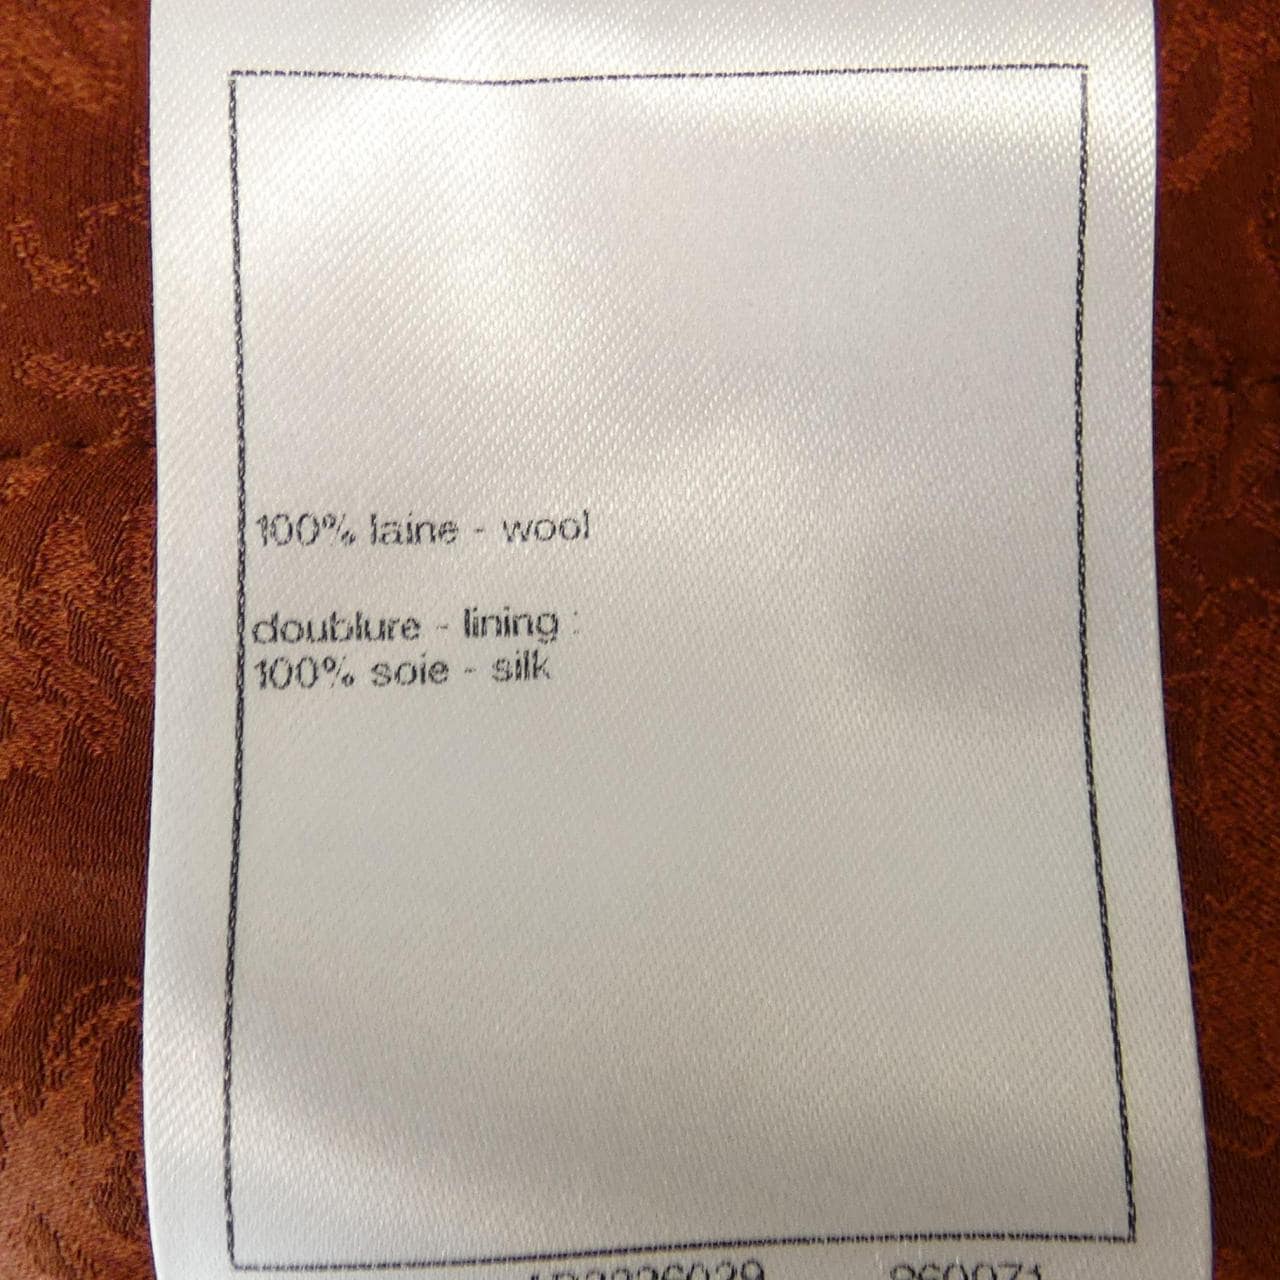 100% laine - wool
doublure - lining :
100% soie - silk